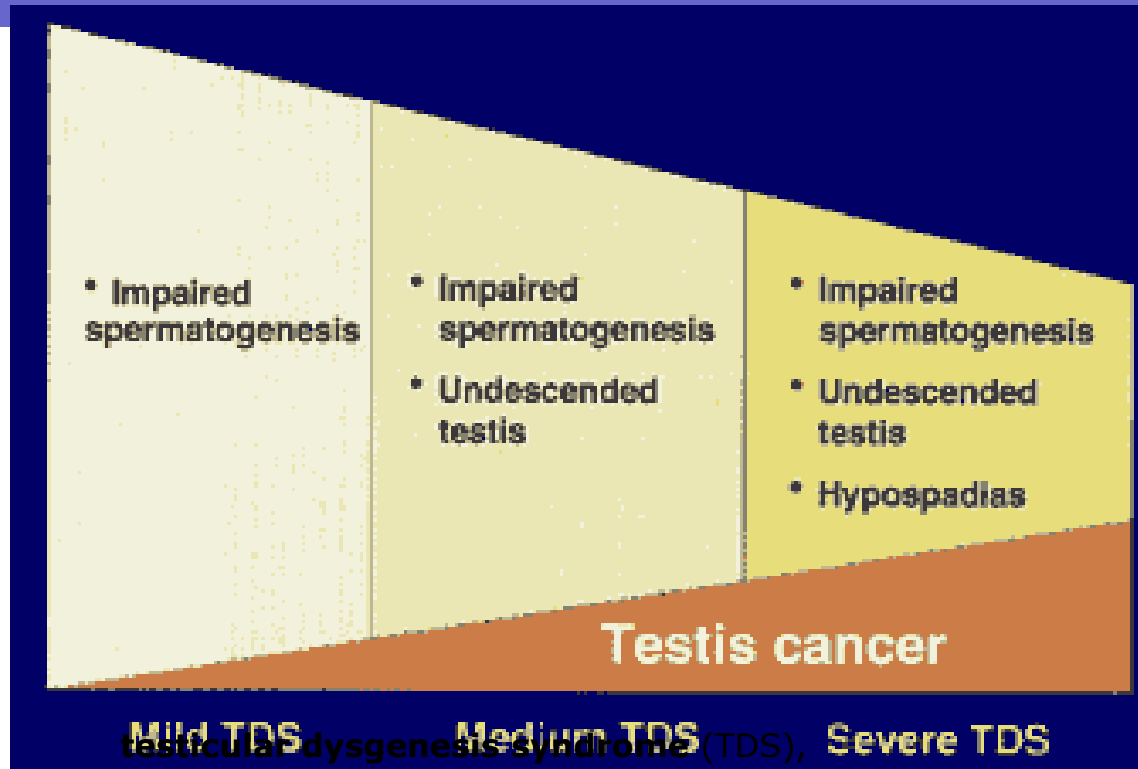 • Impaired
spermatogenesis
• Impaired
spermatogenesis
• Undescended
testis
• Impaired
spermatogenesis
• Undescended
testis
• Hypospadias
Testis cancer
Mild TDS
Medium TDS
Severe TDS
testicular dysgenesis syndrome (TDS),